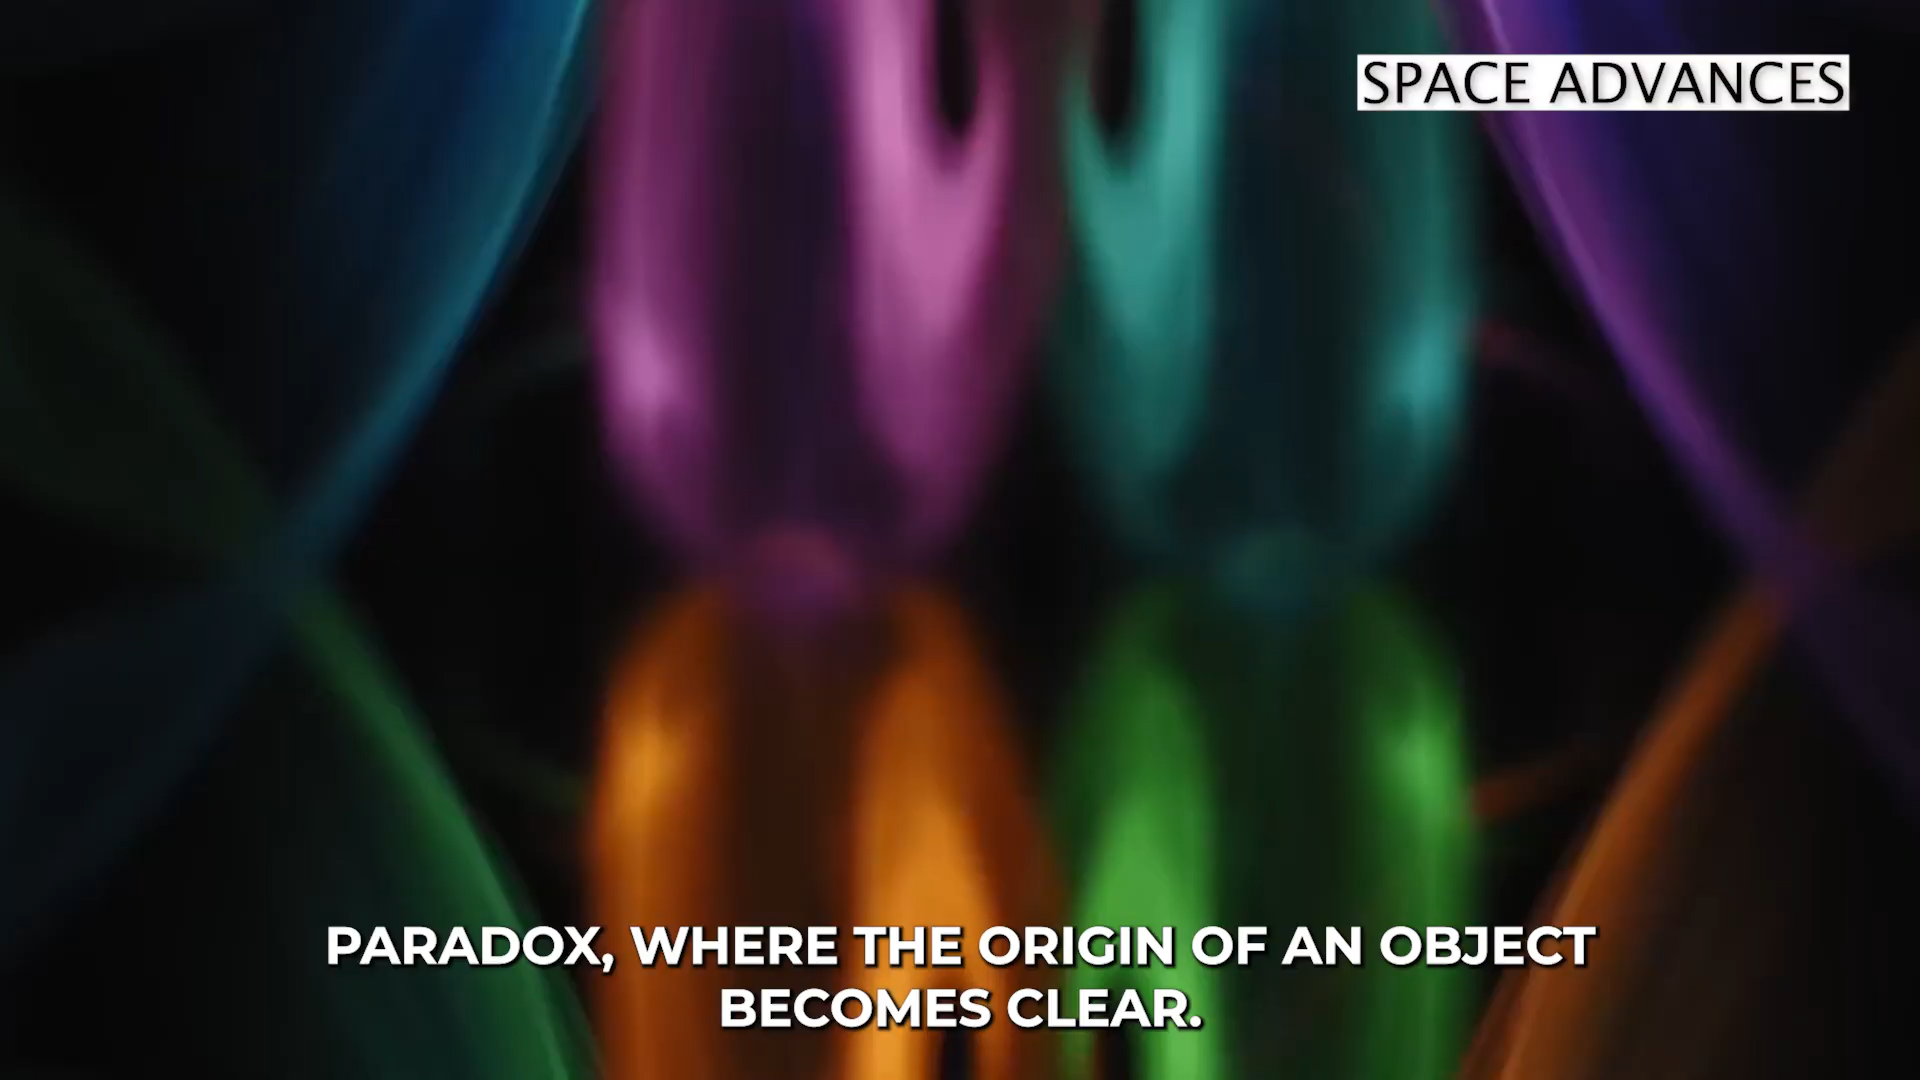 SPACE ADVANCES
PARADOX, WHERE THE ORIGIN OF AN OBJECT
BECOMES CLEAR.